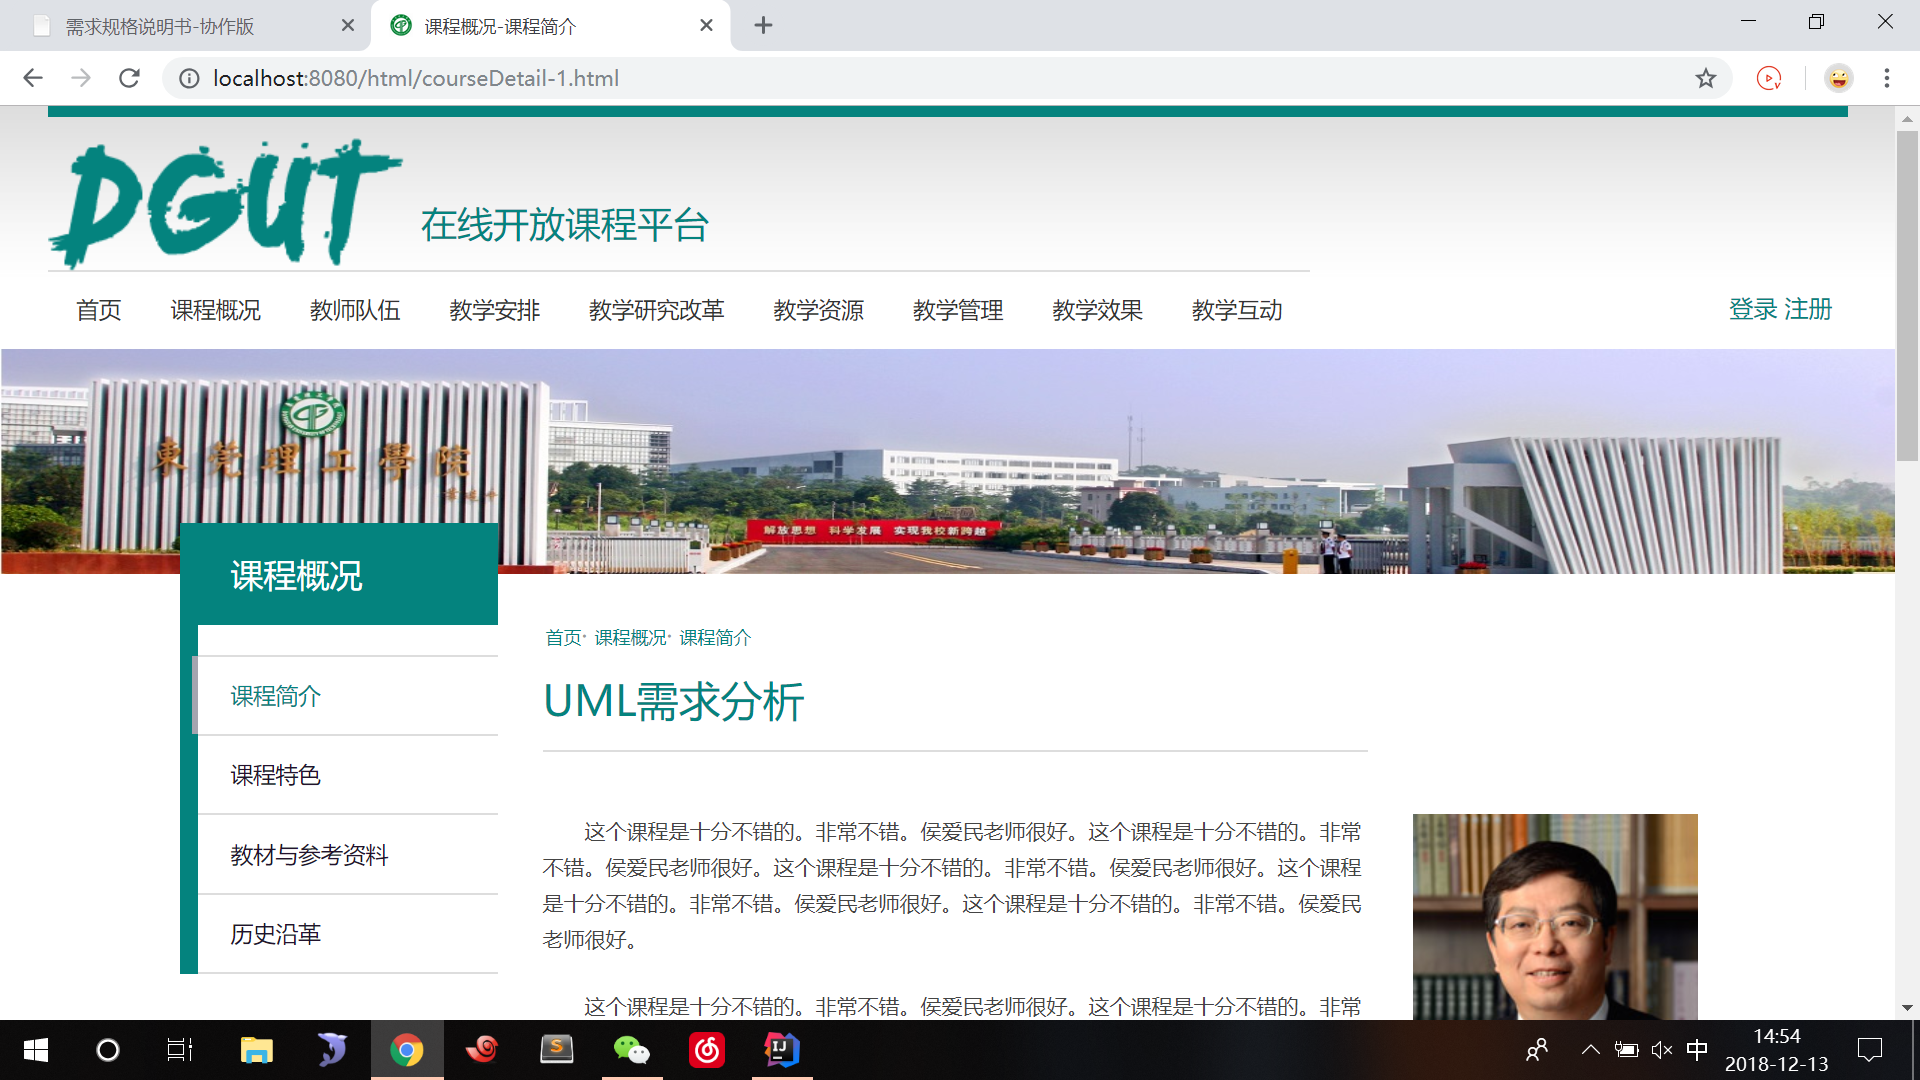 需求规格说明书-协作版
课程概况-课程简介
localhost:8080/html/courseDetail-1.html
DGUT
在线开放课程平台
首页 课程概况 教师队伍 教学安排 教学研究改革 教学资源 教学管理 教学效果 教学互动
登录 注册
東莞理工學院
解放思想 科学发展 实现我校新跨越
课程概况
课程简介
课程特色
教材与参考资料
历史沿革
首页· 课程概况· 课程简介
UML需求分析
这个课程是十分不错的。非常不错。侯爱民老师很好。这个课程是十分不错的。非常
不错。侯爱民老师很好。这个课程是十分不错的。非常不错。侯爱民老师很好。这个课程
是十分不错的。非常不错。侯爱民老师很好。这个课程是十分不错的。非常不错。侯爱民
老师很好。
这个课程是十分不错的。非常不错。侯爱民老师很好。这个课程是十分不错的。非常
中
14:54
2018-12-13